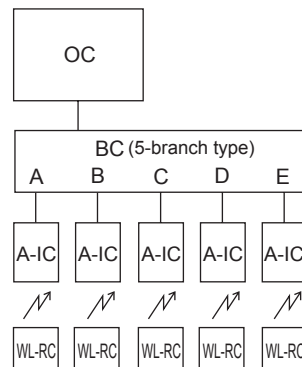 OC
BC (5-branch type)
A B C D E
A-IC A-IC A-IC A-IC A-IC
WL-RC WL-RC WL-RC WL-RC WL-RC